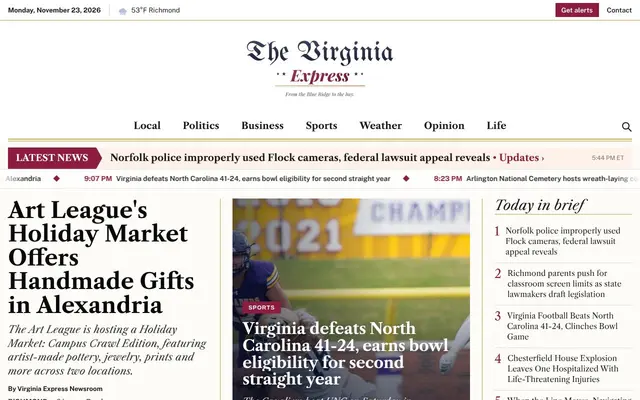 Monday, November 23, 2026
53°F Richmond
Get alerts
Contact
The Virginia
Express
From the Blue Ridge to the bay.
Local
Politics
Business
Sports
Weather
Opinion
Life
LATEST NEWS
Norfolk police improperly used Flock cameras, federal lawsuit appeal reveals • Updates ›
5:44 PM ET
Alexandria
9:07 PM Virginia defeats North Carolina 41-24, earns bowl eligibility for second straight year
8:23 PM Arlington National Cemetery hosts wreath-laying
Art League's
Holiday Market
Offers
Handmade Gifts
in Alexandria
The Art League is hosting a Holiday
Market: Campus Crawl Edition, featuring
artist-made pottery, jewelry, prints and
more across two locations.
By Virginia Express Newsroom
CHAMPI
SPORTS
Virginia defeats North
Carolina 41-24, earns bowl
eligibility for second
straight year
Today in brief
1 Norfolk police improperly used
Flock cameras, federal lawsuit
appeal reveals
2 Richmond parents push for
classroom screen limits as state
lawmakers draft legislation
3 Virginia Football Beats North
Carolina 41-24, Clinches Bowl
Game
4 Chesterfield House Explosion
Leaves One Hospitalized With
Life-Threatening Injuries